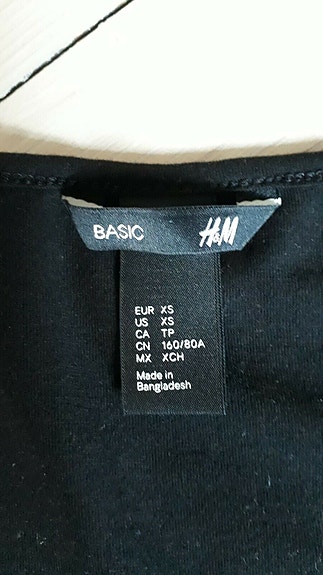 BASIC H&M
EUR XS
US XS
CA TP
CN 160/80A
MX XCH
Made in
Bangladesh